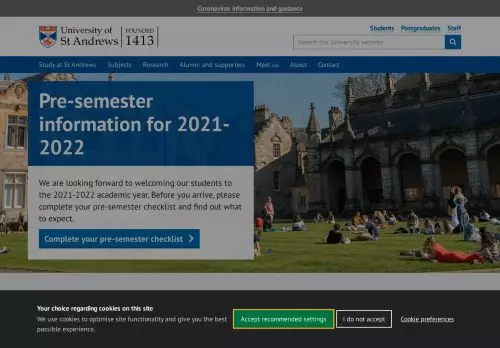 Coronavirus information and guidance
University of
St Andrews
FOUNDED
1413
Students Postgraduates Staff
Search the University website
Study at St Andrews Subjects Research Alumni and supporters Meet us About Contact
Pre-semester
information for 2021-
2022
We are looking forward to welcoming our students to
the 2021-2022 academic year. Before you arrive, please
complete your pre-semester checklist and find out what
to expect.
Complete your pre-semester checklist
Your choice regarding cookies on this site
We use cookies to optimise site functionality and give you the best
possible experience.
Accept recommended settings
I do not accept
Cookie preferences